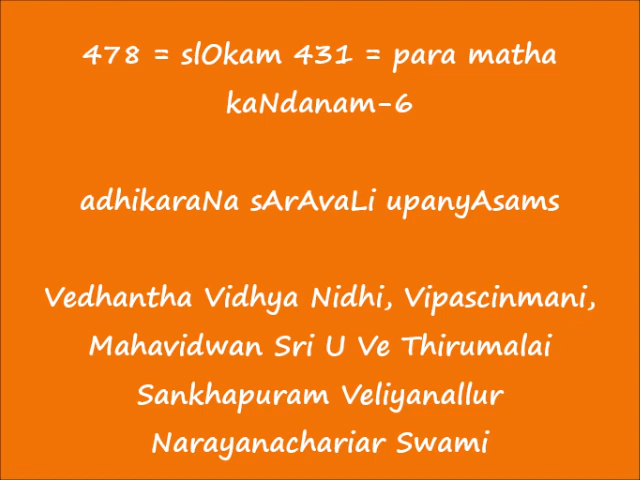 478 = slOkam 431 = para matha
kaNdanam-6
adhikaraNa sArAvaLi upanyAsams
Vedhantha Vidhya Nidhi, Vipascinmani,
Mahavidwan Sri U Ve Thirumalai
Sankhapuram Veliyanallur
Narayanachariar Swami